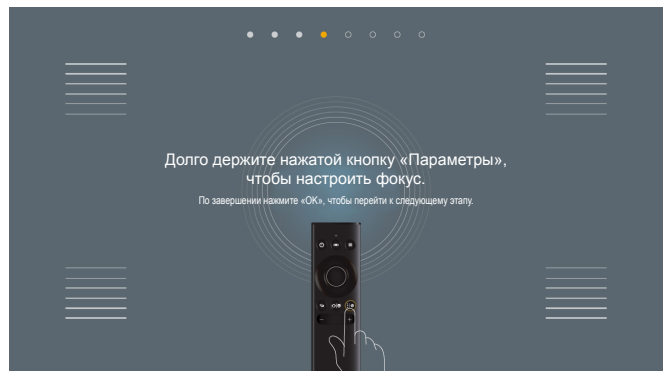 Долго держите нажатой кнопку «Параметры»,
чтобы настроить фокус.
По завершении нажмите «OK», чтобы перейти к следующему этапу.